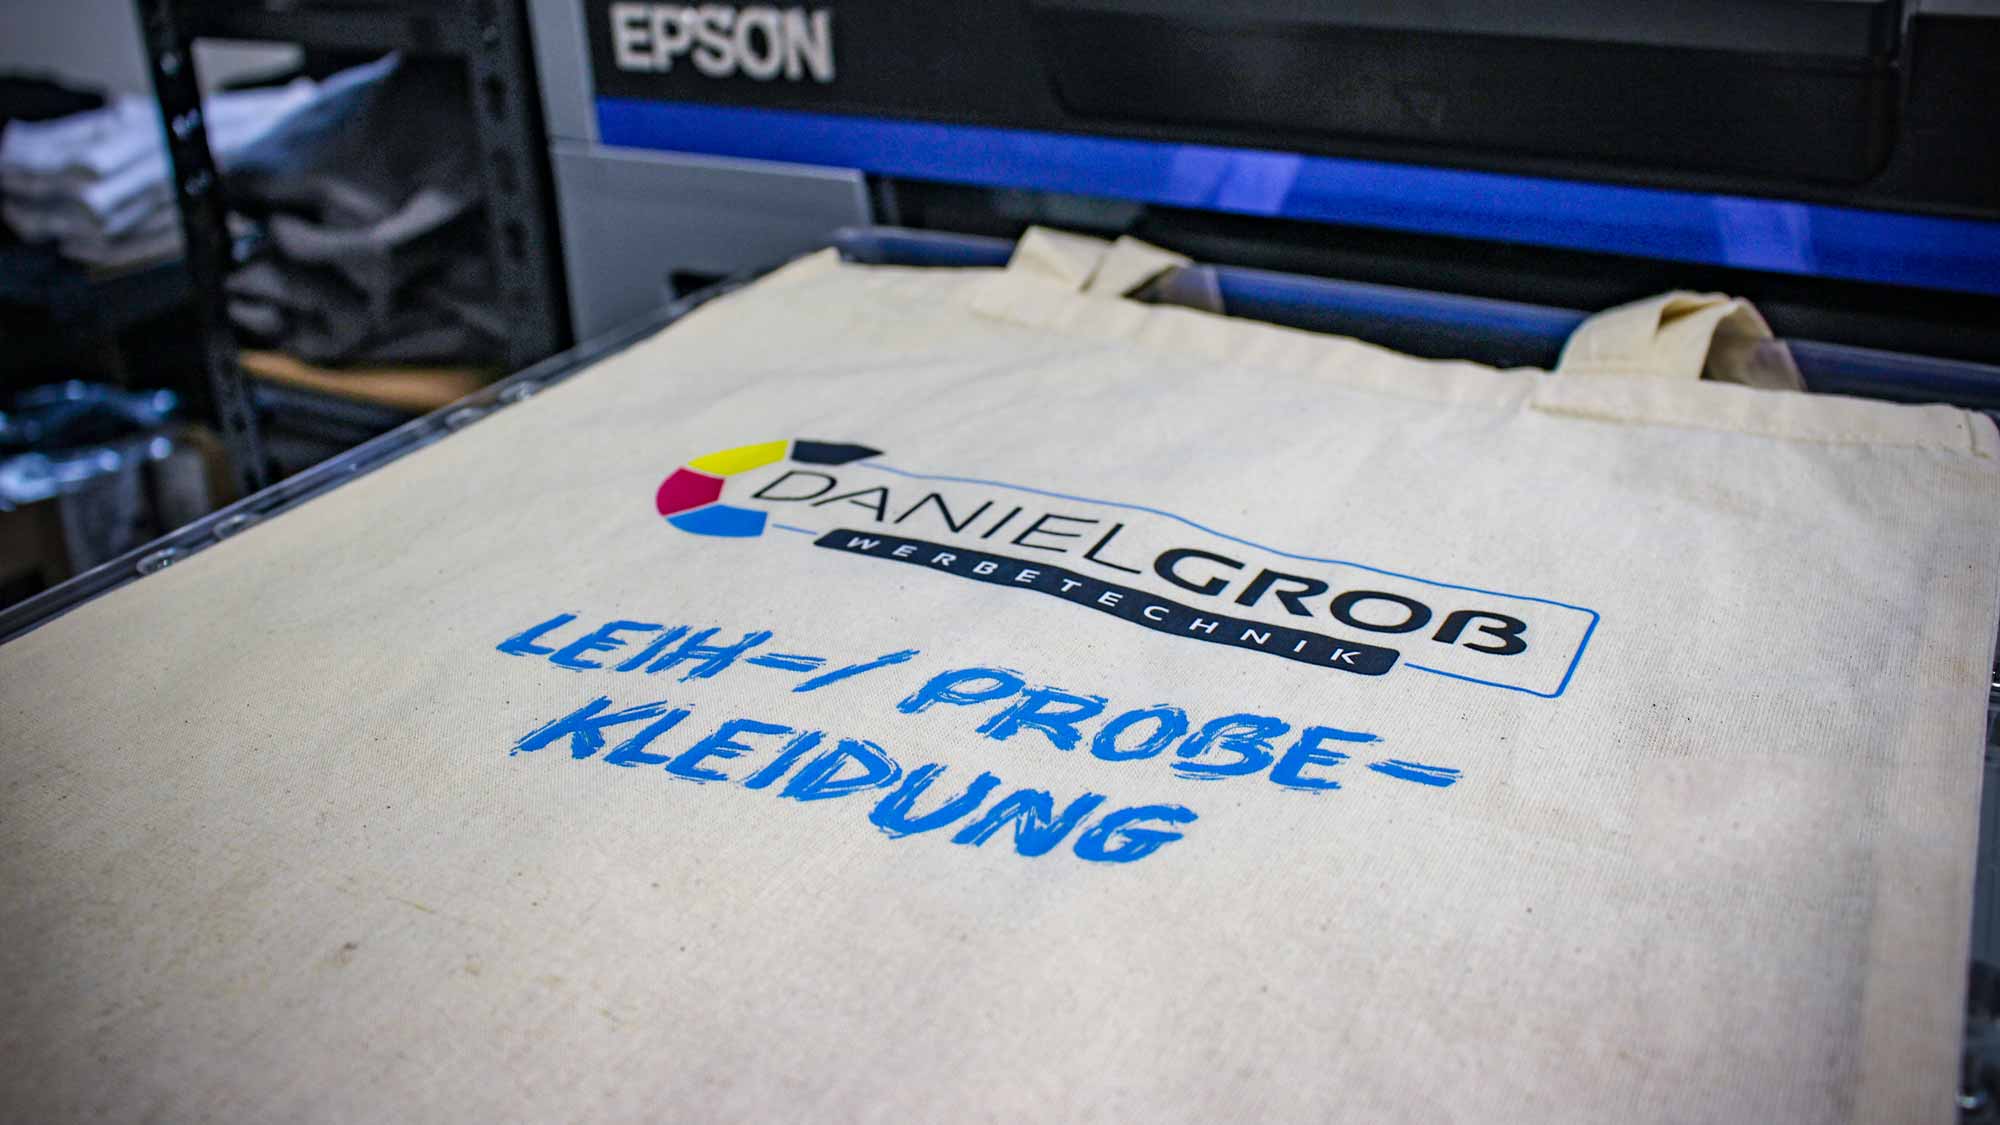 EPSON
DANIELGROß
WERBETECHNIK
LEIH-/PROBE-
KLEIDUNG